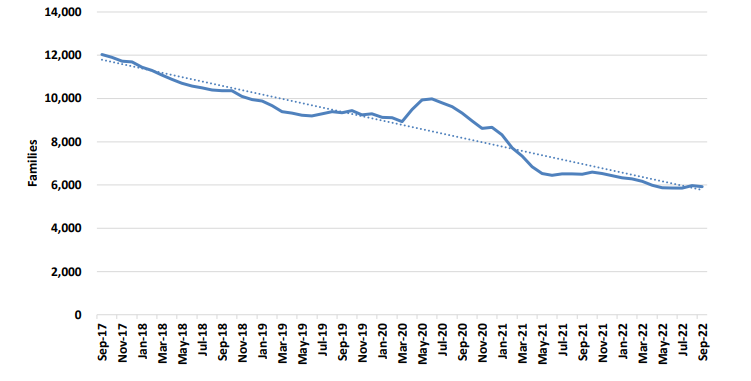 14,000
12,000
10,000
8,000
6,000
4,000
2,000
0
Families
Sep-17
Nov-17
Jan-18
Mar-18
May-18
Jul-18
Sep-18
Nov-18
Jan-19
Mar-19
May-19
Jul-19
Sep-19
Nov-19
Jan-20
Mar-20
May-20
Jul-20
Sep-20
Nov-20
Jan-21
Mar-21
May-21
Jul-21
Sep-21
Nov-21
Jan-22
Mar-22
May-22
Jul-22
Sep-22